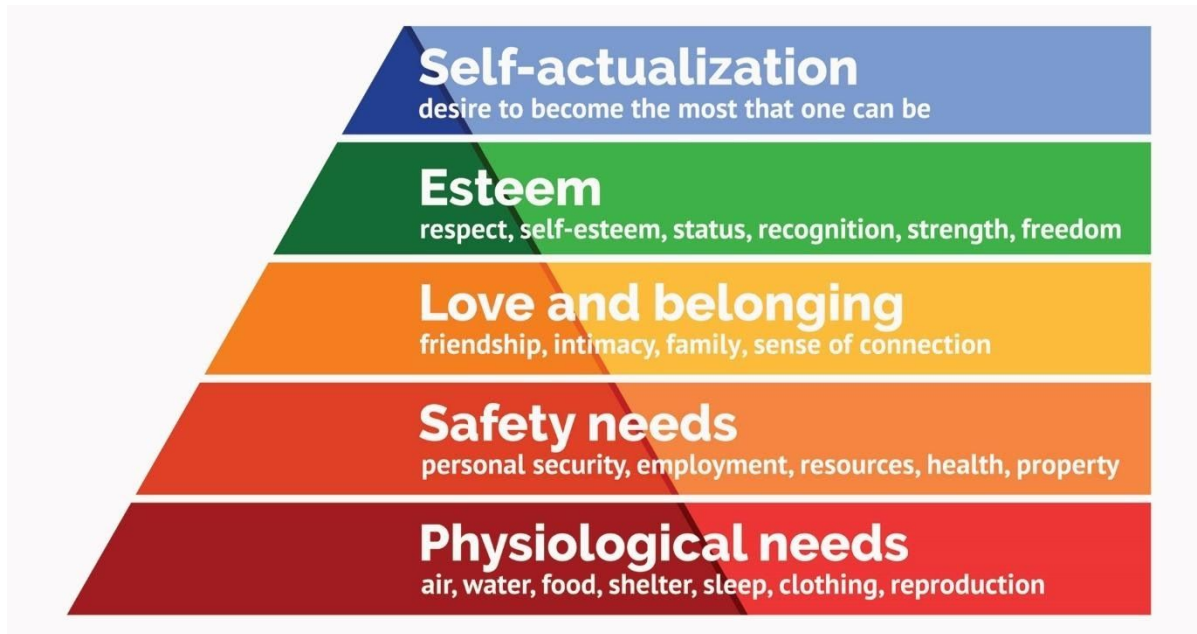 Self-actualization
desire to become the most that one can be
Esteem
respect, self-esteem, status, recognition, strength, freedom
Love and belonging
friendship, intimacy, family, sense of connection
Safety needs
personal security, employment, resources, health, property
Physiological needs
air, water, food, shelter, sleep, clothing, reproduction